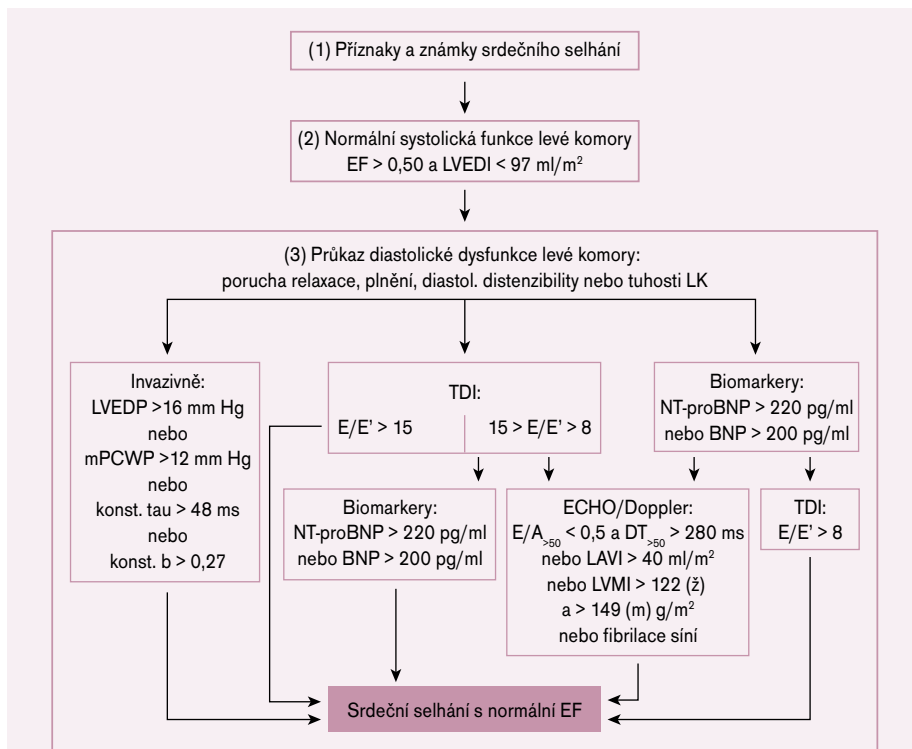 (1) Příznaky a známky srdečního selhání
(2) Normální systolická funkce levé komory
EF > 0,50 a LVEDI < 97 ml/m²
(3) Průkaz diastolické dysfunkce levé komory:
porucha relaxace, plnění, diastol. distenzibility nebo tuhosti LK
Invazivně:
LVEDP >16 mm Hg
nebo
mPCWP >12 mm Hg
nebo
konst. tau > 48 ms
nebo
konst. b > 0,27
TDI:
E/E' > 15
15 > E/E' > 8
Biomarkery:
NT-proBNP > 220 pg/ml
nebo BNP > 200 pg/ml
Biomarkery:
NT-proBNP > 220 pg/ml
nebo BNP > 200 pg/ml
ECHO/Doppler:
E/A>50 < 0,5 a DT>50 > 280 ms
nebo LAVI > 40 ml/m²
nebo LVMI > 122 (ž)
a > 149 (m) g/m²
nebo fibrilace síní
TDI:
E/E' > 8
Srdeční selhání s normální EF